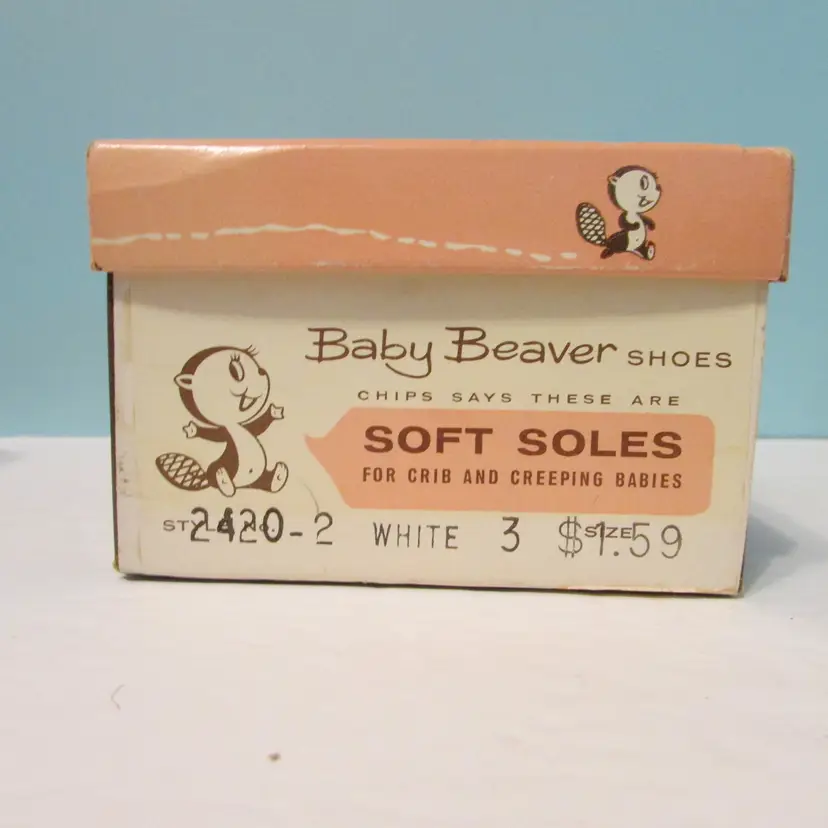 Baby Beaver SHOES
CHIPS SAYS THESE ARE
SOFT SOLES
FOR CRIB AND CREEPING BABIES
STYLE NO. 2420-2 WHITE 3 SIZE $1.59